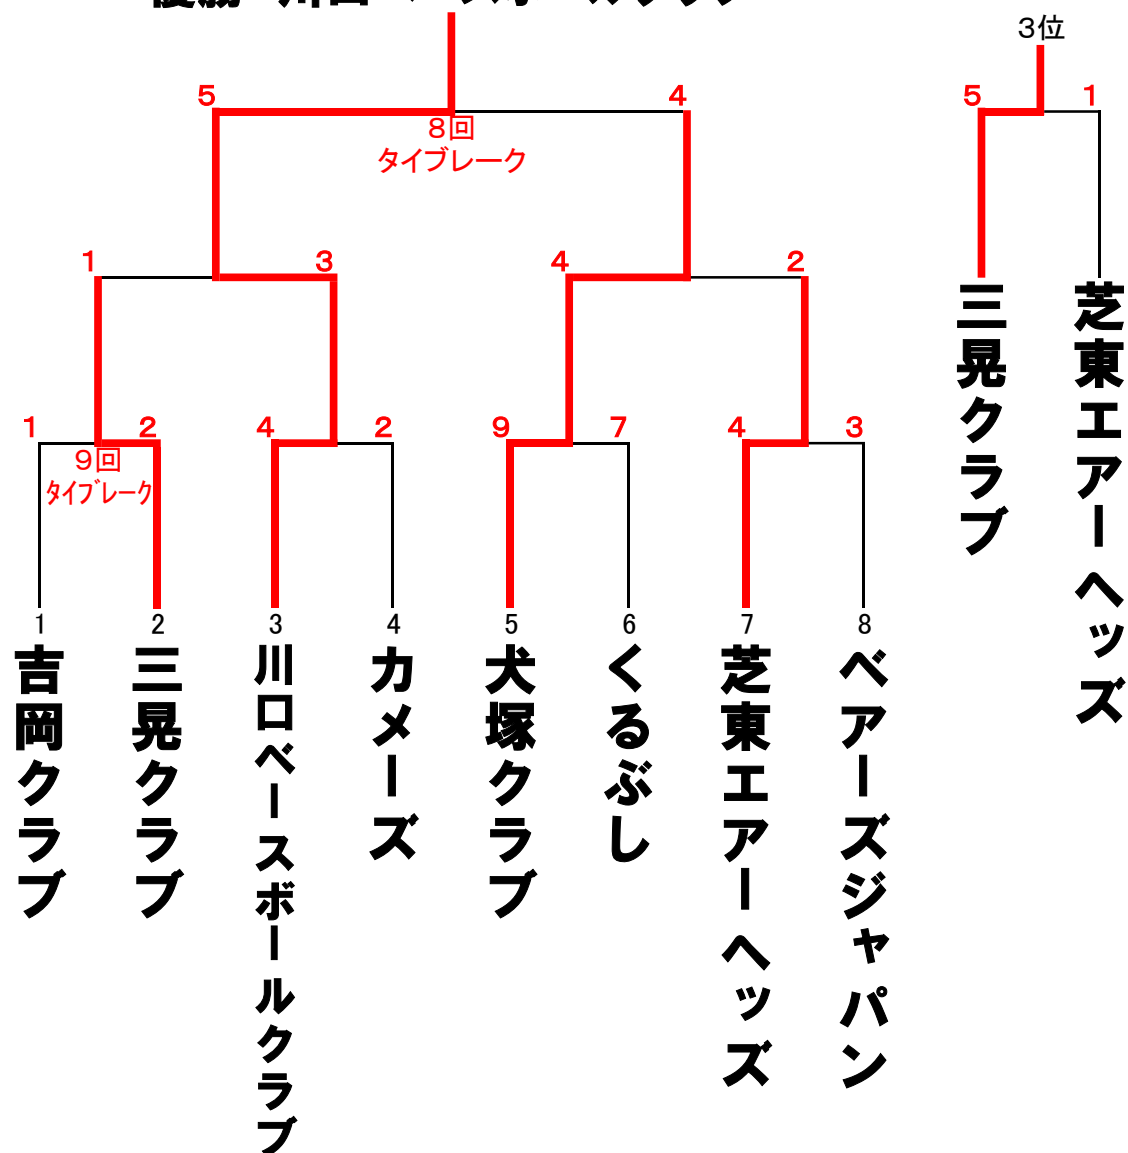 3位
5
4
5
1
8回
タイブレーク
1
3
4
2
1
2
4
2
9
7
4
3
9回
タイブレーク
1
2
3
4
5
6
7
8
吉岡クラブ
三晃クラブ
川口ベースボールクラブ
カメーズ
犬塚クラブ
くるぶし
芝東エアーヘッズ
ベアーズジャパン
三晃クラブ
芝東エアーヘッズ